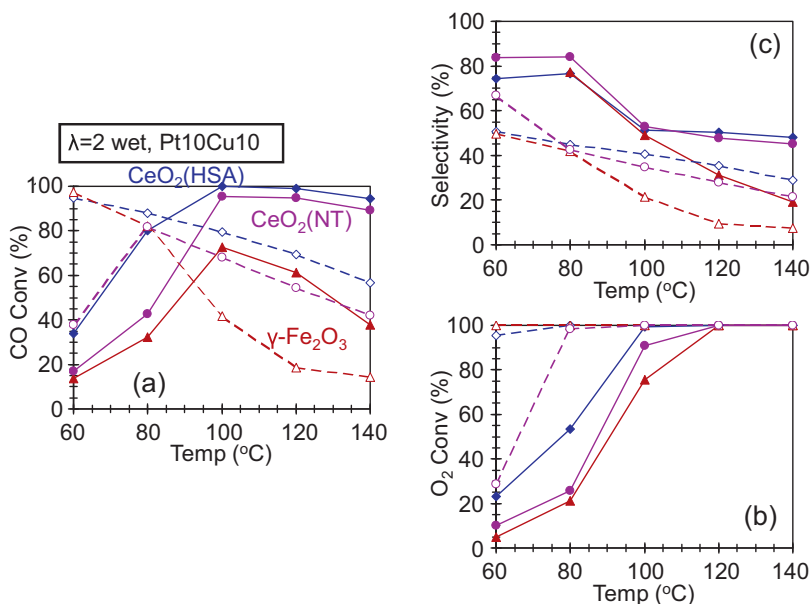 λ=2 wet, Pt10Cu10
CeO₂(HSA)
CeO₂(NT)
γ-Fe₂O₃
(a)
CO Conv (%)
100
80
60
40
20
0
60 80 100 120 140
Temp (°C)
(c)
Selectivity (%)
100
80
60
40
20
0
60 80 100 120 140
Temp (°C)
O₂ Conv (%)
100
80
60
40
20
0
(b)
60 80 100 120 140
Temp (°C)